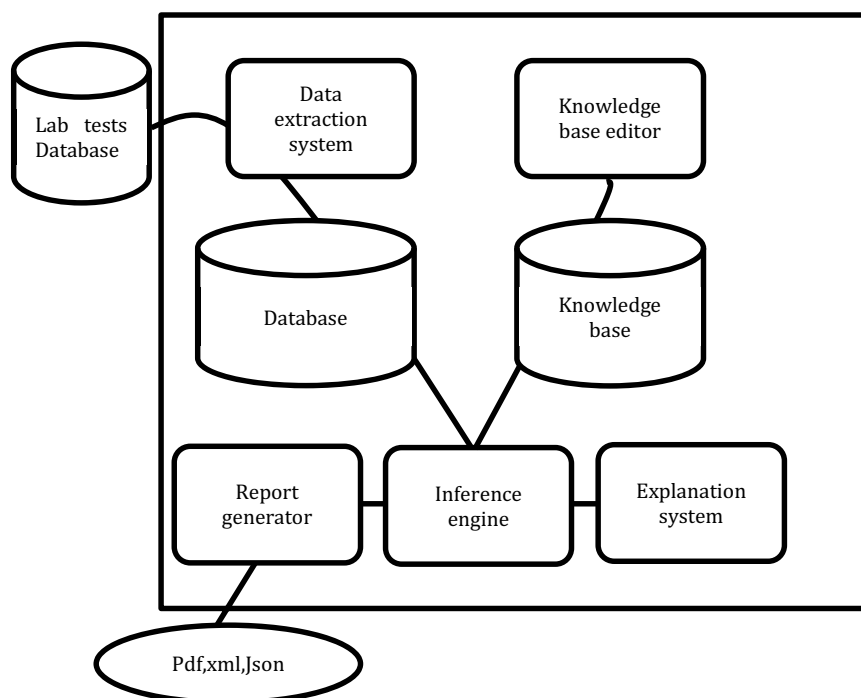 Data
extraction
system
Knowledge
base editor
Lab tests
Database
Database
Knowledge
base
Report
generator
Inference
engine
Explanation
system
Pdf,xml,Json